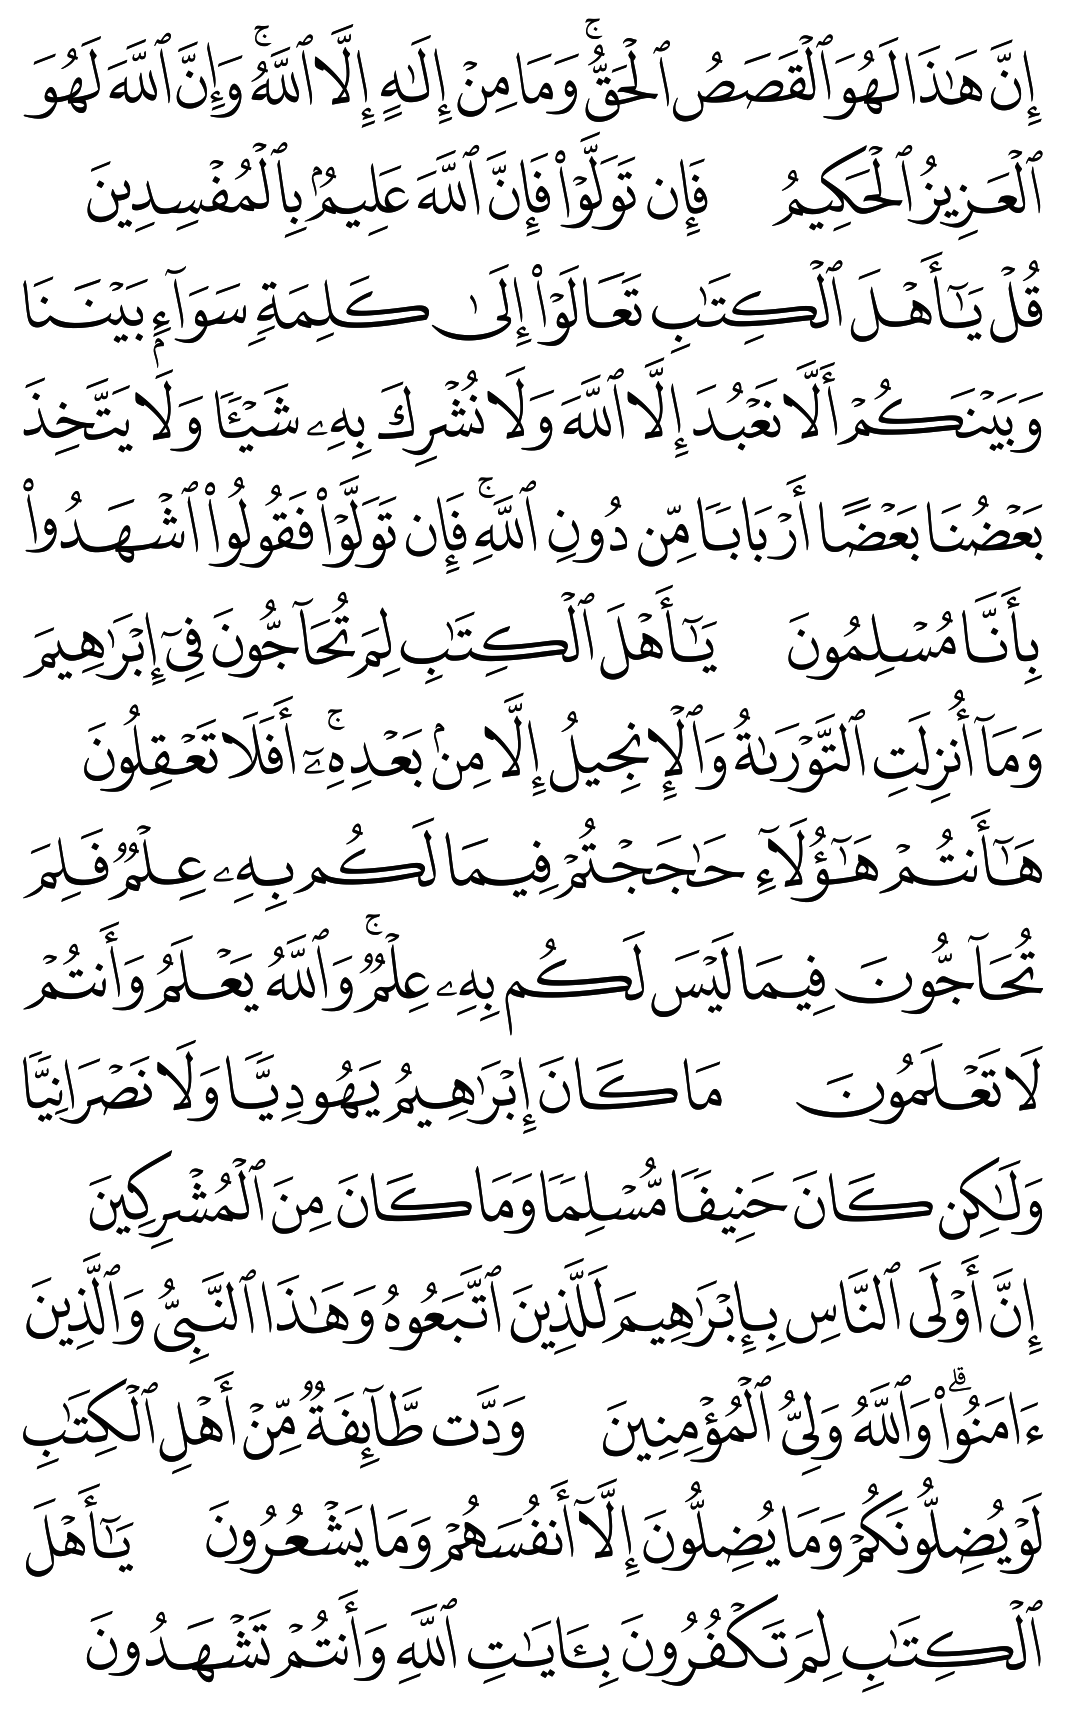 إِنَّ هَـٰذَا لَهُوَ ٱلْقَصَصُ ٱلْحَقُّ ۚ وَمَا مِنْ إِلَـٰهٍ إِلَّا ٱللَّهُ ۚ وَإِنَّ ٱللَّهَ لَهُوَ
ٱلْعَزِيزُ ٱلْحَكِيمُ فَإِن تَوَلَّوْا۟ فَإِنَّ ٱللَّهَ عَلِيمٌۢ بِٱلْمُفْسِدِينَ
قُلْ يَـٰٓأَهْلَ ٱلْكِتَـٰبِ تَعَالَوْا۟ إِلَىٰ كَلِمَةٍ سَوَآءٍۭ بَيْنَنَا
وَبَيْنَكُمْ أَلَّا نَعْبُدَ إِلَّا ٱللَّهَ وَلَا نُشْرِكَ بِهِۦ شَيْـًٔا وَلَا يَتَّخِذَ
بَعْضُنَا بَعْضًا أَرْبَابًا مِّن دُونِ ٱللَّهِ ۚ فَإِن تَوَلَّوْا۟ فَقُولُوا۟ ٱشْهَدُوا۟
بِأَنَّا مُسْلِمُونَ يَـٰٓأَهْلَ ٱلْكِتَـٰبِ لِمَ تُحَآجُّونَ فِىٓ إِبْرَٰهِيمَ
وَمَآ أُنزِلَتِ ٱلتَّوْرَىٰةُ وَٱلْإِنجِيلُ إِلَّا مِنۢ بَعْدِهِۦٓ ۚ أَفَلَا تَعْقِلُونَ
هَـٰٓأَنتُمْ هَـٰٓؤُلَآءِ حَـٰجَجْتُمْ فِيمَا لَكُم بِهِۦ عِلْمٌ فَلِمَ
تُحَآجُّونَ فِيمَا لَيْسَ لَكُم بِهِۦ عِلْمٌ ۚ وَٱللَّهُ يَعْلَمُ وَأَنتُمْ
لَا تَعْلَمُونَ مَا كَانَ إِبْرَٰهِيمُ يَهُودِيًّا وَلَا نَصْرَانِيًّا
وَلَـٰكِن كَانَ حَنِيفًا مُّسْلِمًا وَمَا كَانَ مِنَ ٱلْمُشْرِكِينَ
إِنَّ أَوْلَى ٱلنَّاسِ بِإِبْرَٰهِيمَ لَلَّذِينَ ٱتَّبَعُوهُ وَهَـٰذَا ٱلنَّبِىُّ وَٱلَّذِينَ
ءَامَنُوا۟ ۗ وَٱللَّهُ وَلِىُّ ٱلْمُؤْمِنِينَ وَدَّت طَّآئِفَةٌ مِّنْ أَهْلِ ٱلْكِتَـٰبِ
لَوْ يُضِلُّونَكُمْ وَمَا يُضِلُّونَ إِلَّآ أَنفُسَهُمْ وَمَا يَشْعُرُونَ يَـٰٓأَهْلَ
ٱلْكِتَـٰبِ لِمَ تَكْفُرُونَ بِـَٔايَـٰتِ ٱللَّهِ وَأَنتُمْ تَشْهَدُونَ